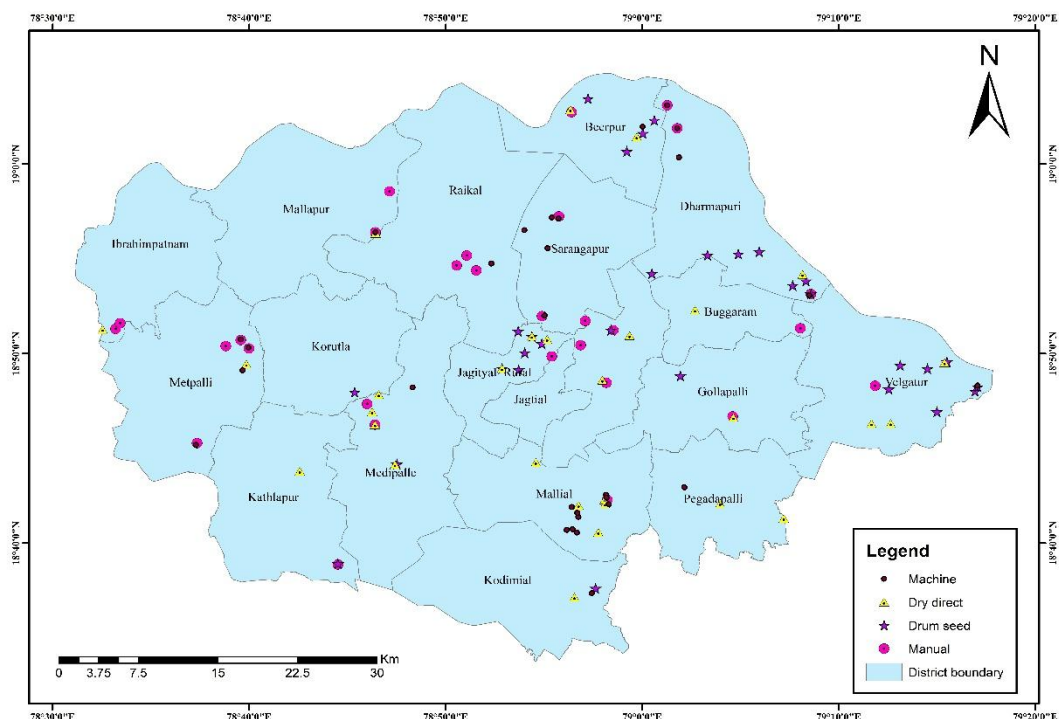 78°30'0"E 78°40'0"E 78°50'0"E 79°0'0"E 79°10'0"E 79°20'0"E
N
Beerpur
19°0'0"N 19°0'0"N
Raikal
Dharmapuri
Mallapur
Ibrahimpatnam
Sarangapur
Buggaram
Korutla
18°50'0"N 18°50'0"N
Jagityal Rural
Metpalli
Gollapalli
Velgatur
Jagtial
Medipalle
Kathlapur
Mallial
Pegadapalli
18°40'0"N 18°40'0"N
Legend
Machine
Kodimial
Dry direct
Drum seed
Manual
District boundary
Km
0 3.75 7.5 15 22.5 30
78°30'0"E 78°40'0"E 78°50'0"E 79°0'0"E 79°10'0"E 79°20'0"E